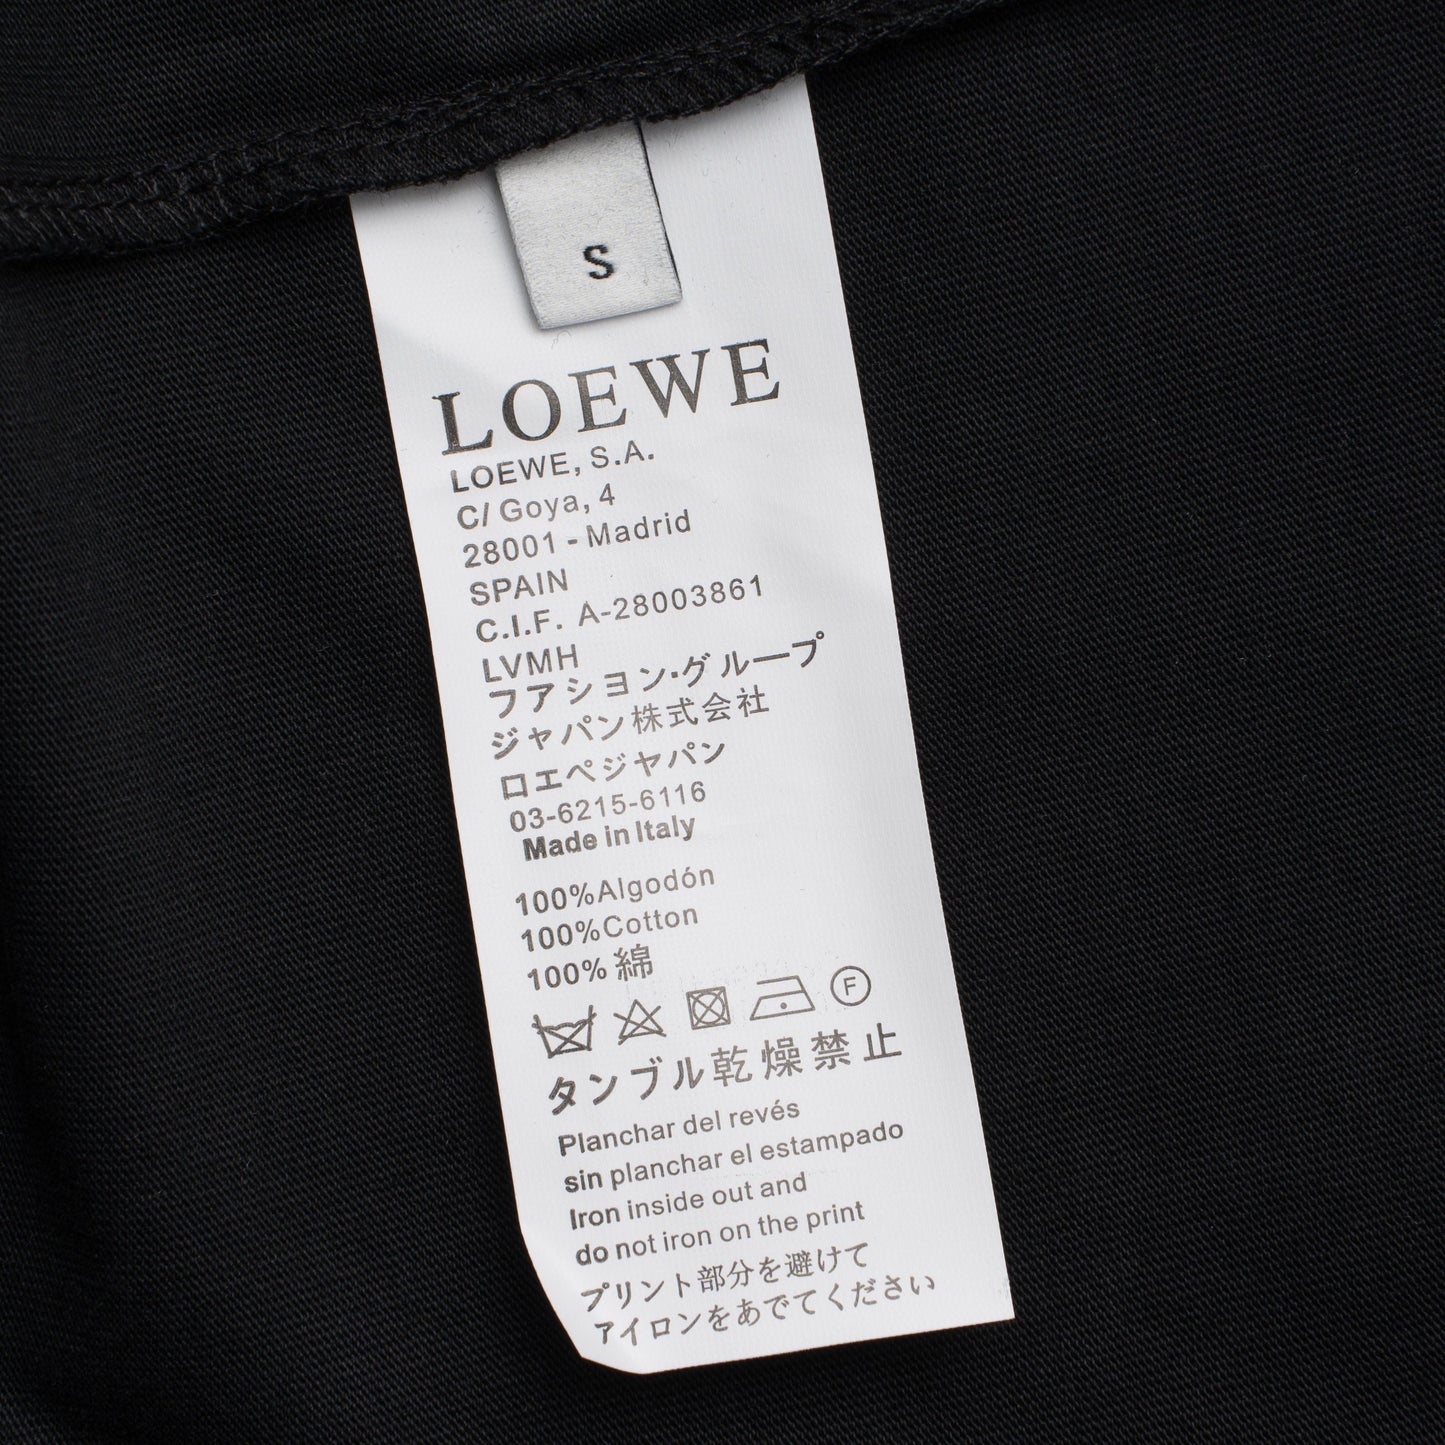 S
LOEWE
LOEWE, S.A.
C/ Goya, 4
28001 - Madrid
SPAIN
C.I.F. A-28003861
LVMH
フアシヨン·グループ
ジャパン株式会社
ロエペジヤパン
03-6215-6116
Made in Italy
100%Algodón
100%Cotton
100% 綿
F
タンブル乾燥禁止
Planchar del revés
sin planchar el estampado
Iron inside out and
do not iron on the print
プリント部分を避けて
アイロンをあでてください